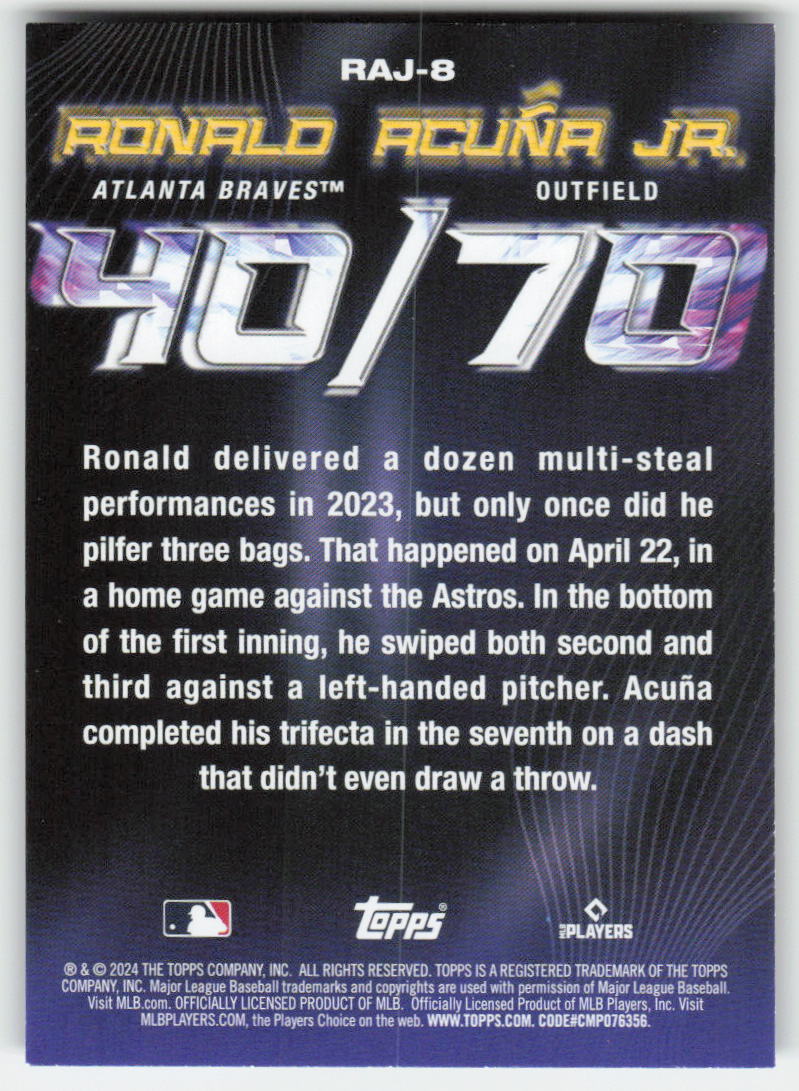 RAJ-8
RONALD ACUÑA JR.
ATLANTA BRAVES™ OUTFIELD
40/70
Ronald delivered a dozen multi-steal
performances in 2023, but only once did he
pilfer three bags. That happened on April 22, in
a home game against the Astros. In the bottom
of the first inning, he swiped both second and
third against a left-handed pitcher. Acuña
completed his trifecta in the seventh on a dash
that didn't even draw a throw.
TOPPS® MLB PLAYERS
® & © 2024 THE TOPPS COMPANY, INC. ALL RIGHTS RESERVED. TOPPS IS A REGISTERED TRADEMARK OF THE TOPPS
COMPANY, INC. Major League Baseball trademarks and copyrights are used with permission of Major League Baseball.
Visit MLB.com. OFFICIALLY LICENSED PRODUCT OF MLB. Officially Licensed Product of MLB Players, Inc. Visit
MLBPLAYERS.COM, the Players Choice on the web. WWW.TOPPS.COM. CODE#CMP076356.